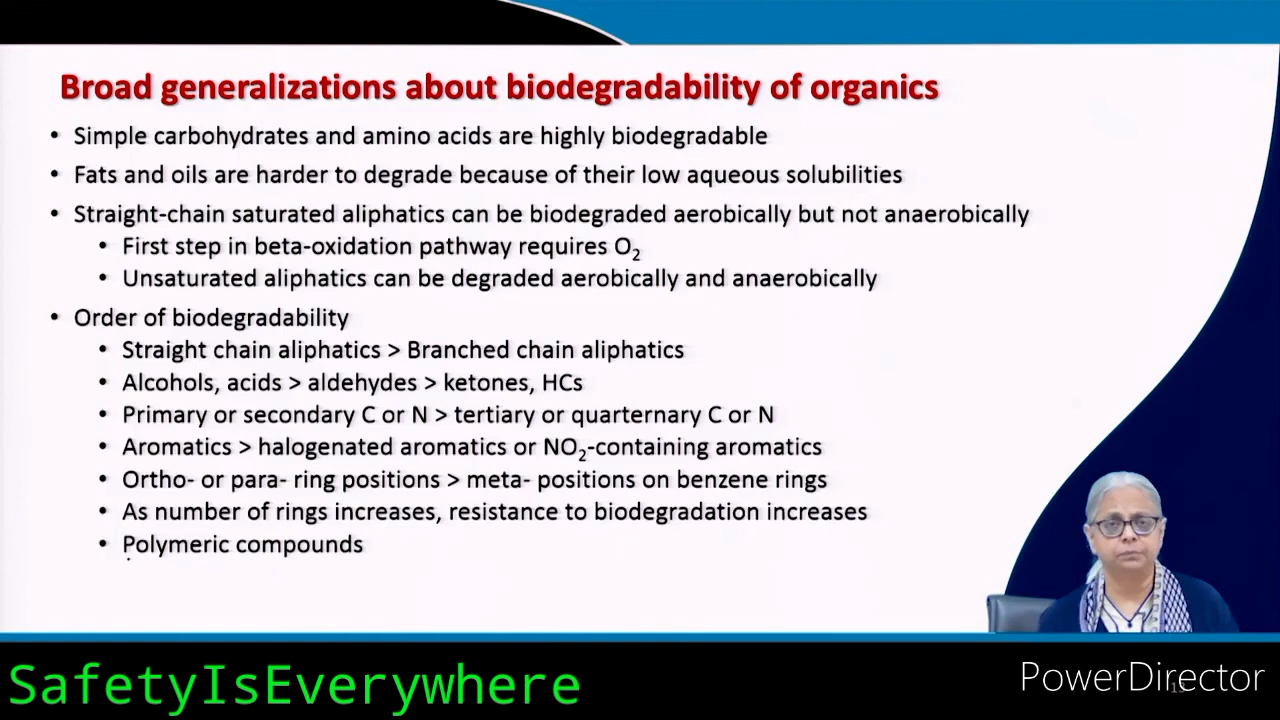 Broad generalizations about biodegradability of organics
• Simple carbohydrates and amino acids are highly biodegradable
• Fats and oils are harder to degrade because of their low aqueous solubilities
• Straight-chain saturated aliphatics can be biodegraded aerobically but not anaerobically
• First step in beta-oxidation pathway requires O₂
• Unsaturated aliphatics can be degraded aerobically and anaerobically
• Order of biodegradability
• Straight chain aliphatics > Branched chain aliphatics
• Alcohols, acids > aldehydes > ketones, HCs
• Primary or secondary C or N > tertiary or quarternary C or N
• Aromatics > halogenated aromatics or NO₂-containing aromatics
• Ortho- or para- ring positions > meta- positions on benzene rings
• As number of rings increases, resistance to biodegradation increases
• Polymeric compounds
SafetyIsEverywhere
PowerDirector